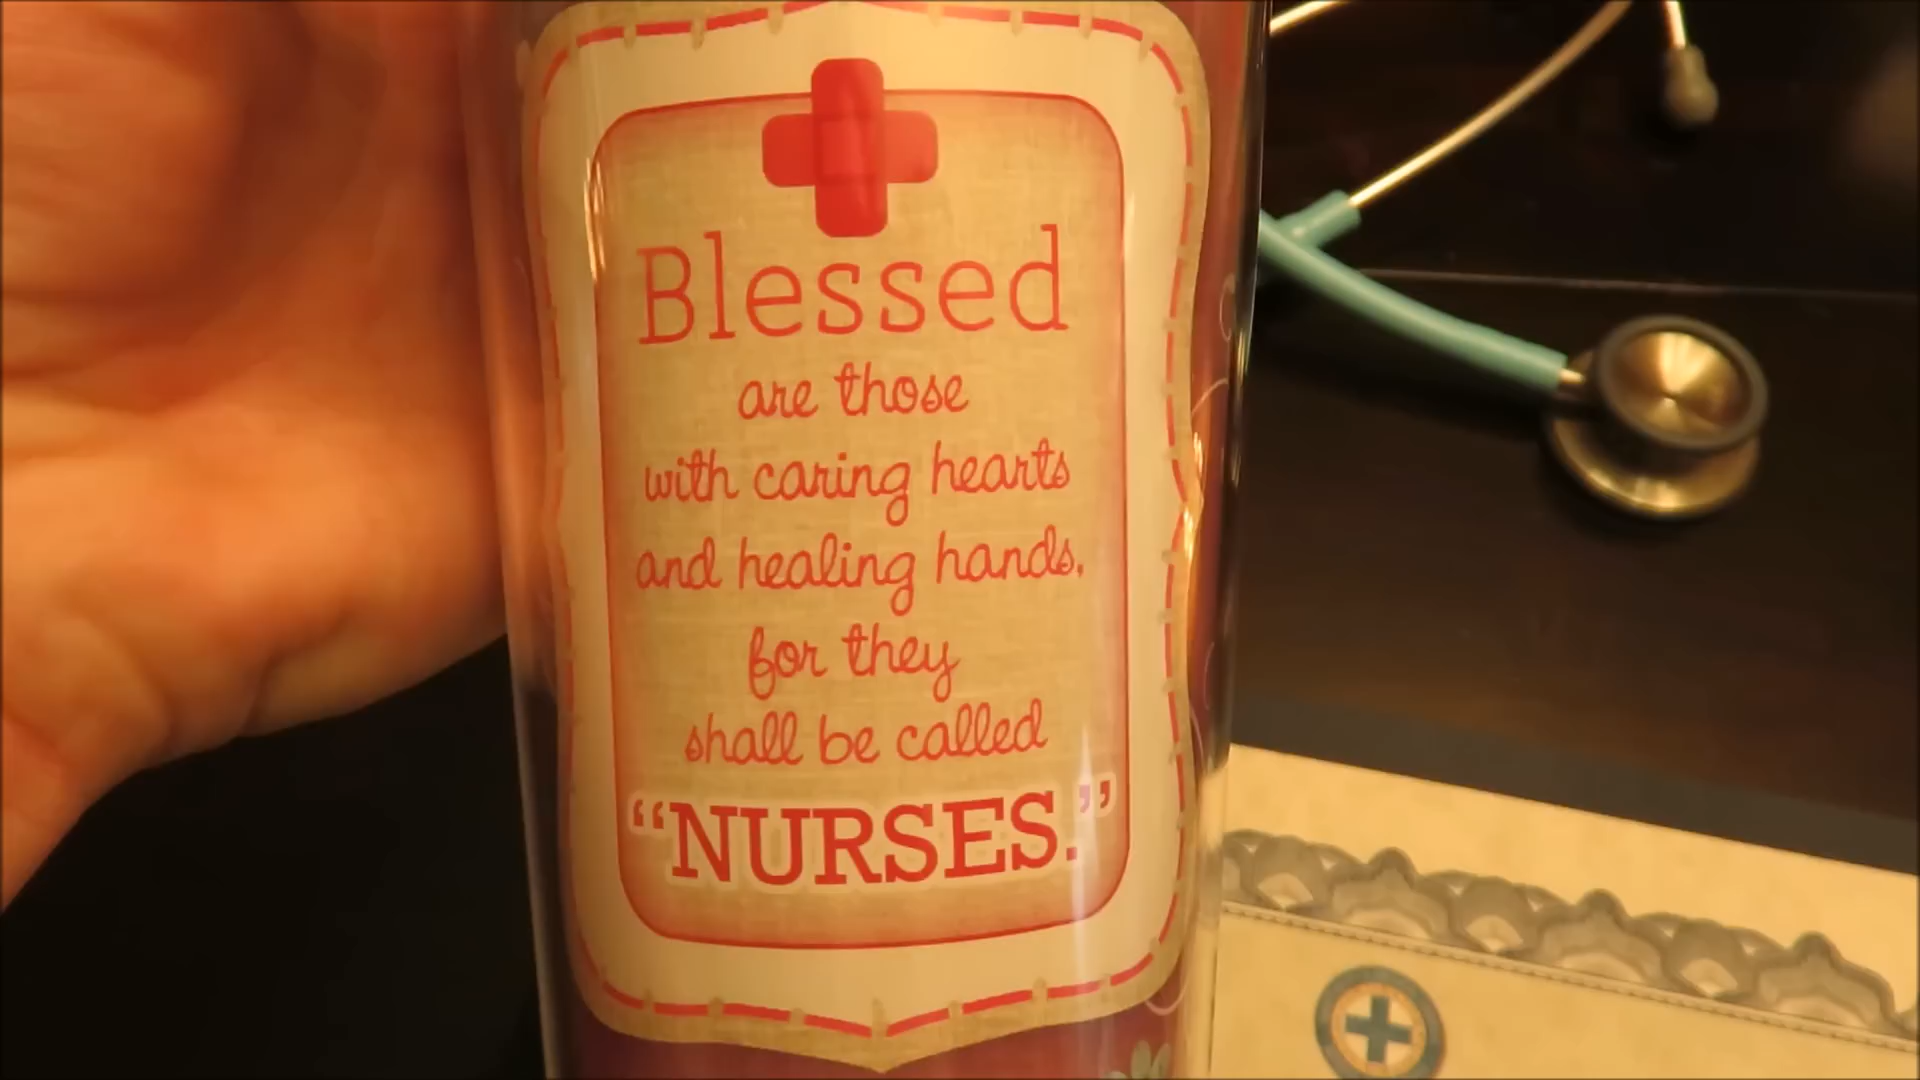 Blessed
are those
with caring hearts
and healing hands,
for they
shall be called
“NURSES.”